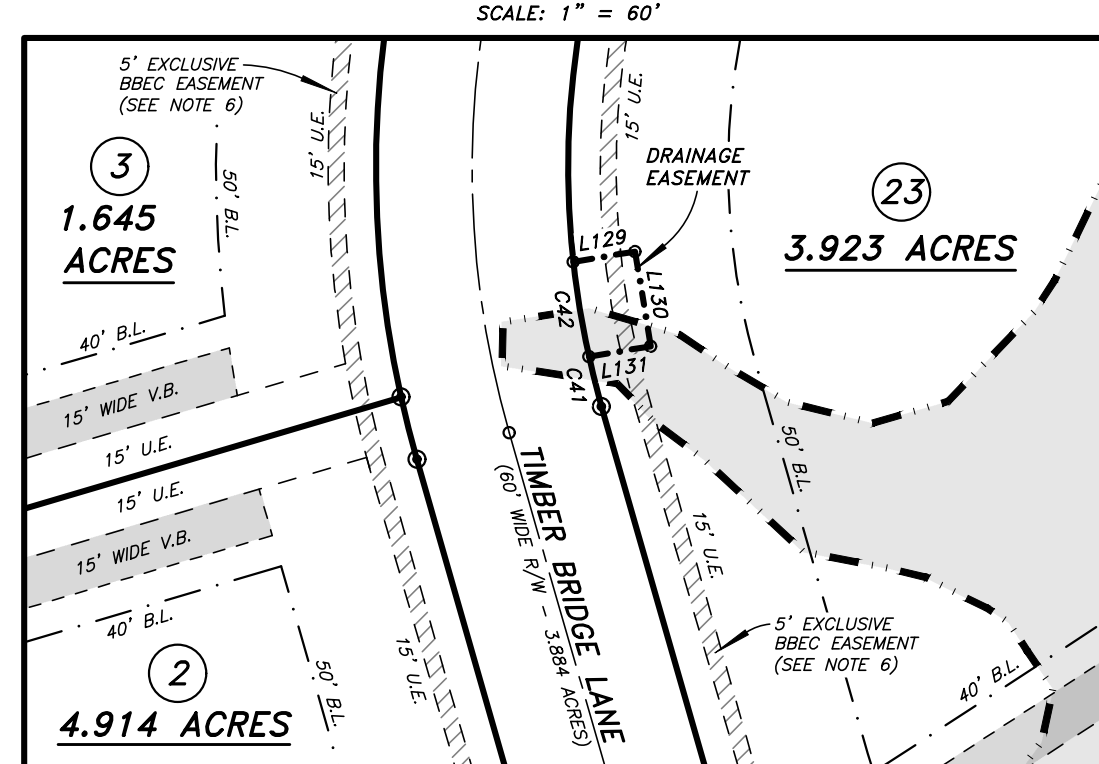 SCALE: 1" = 60'
5' EXCLUSIVE
BBEC EASEMENT
(SEE NOTE 6)
15' U.E.
15' U.E.
DRAINAGE
EASEMENT
3
1.645
ACRES
50' B.L.
23
3.923 ACRES
L129
L130
C42
40' B.L.
L131
C41
15' WIDE V.B.
15' U.E.
15' U.E.
15' WIDE V.B.
40' B.L.
50' B.L.
TIMBER BRIDGE LANE
(60' WIDE R/W - 3.884 ACRES)
15' U.E.
5' EXCLUSIVE
BBEC EASEMENT
(SEE NOTE 6)
15' U.E.
2
4.914 ACRES
50' B.L.
40' B.L.